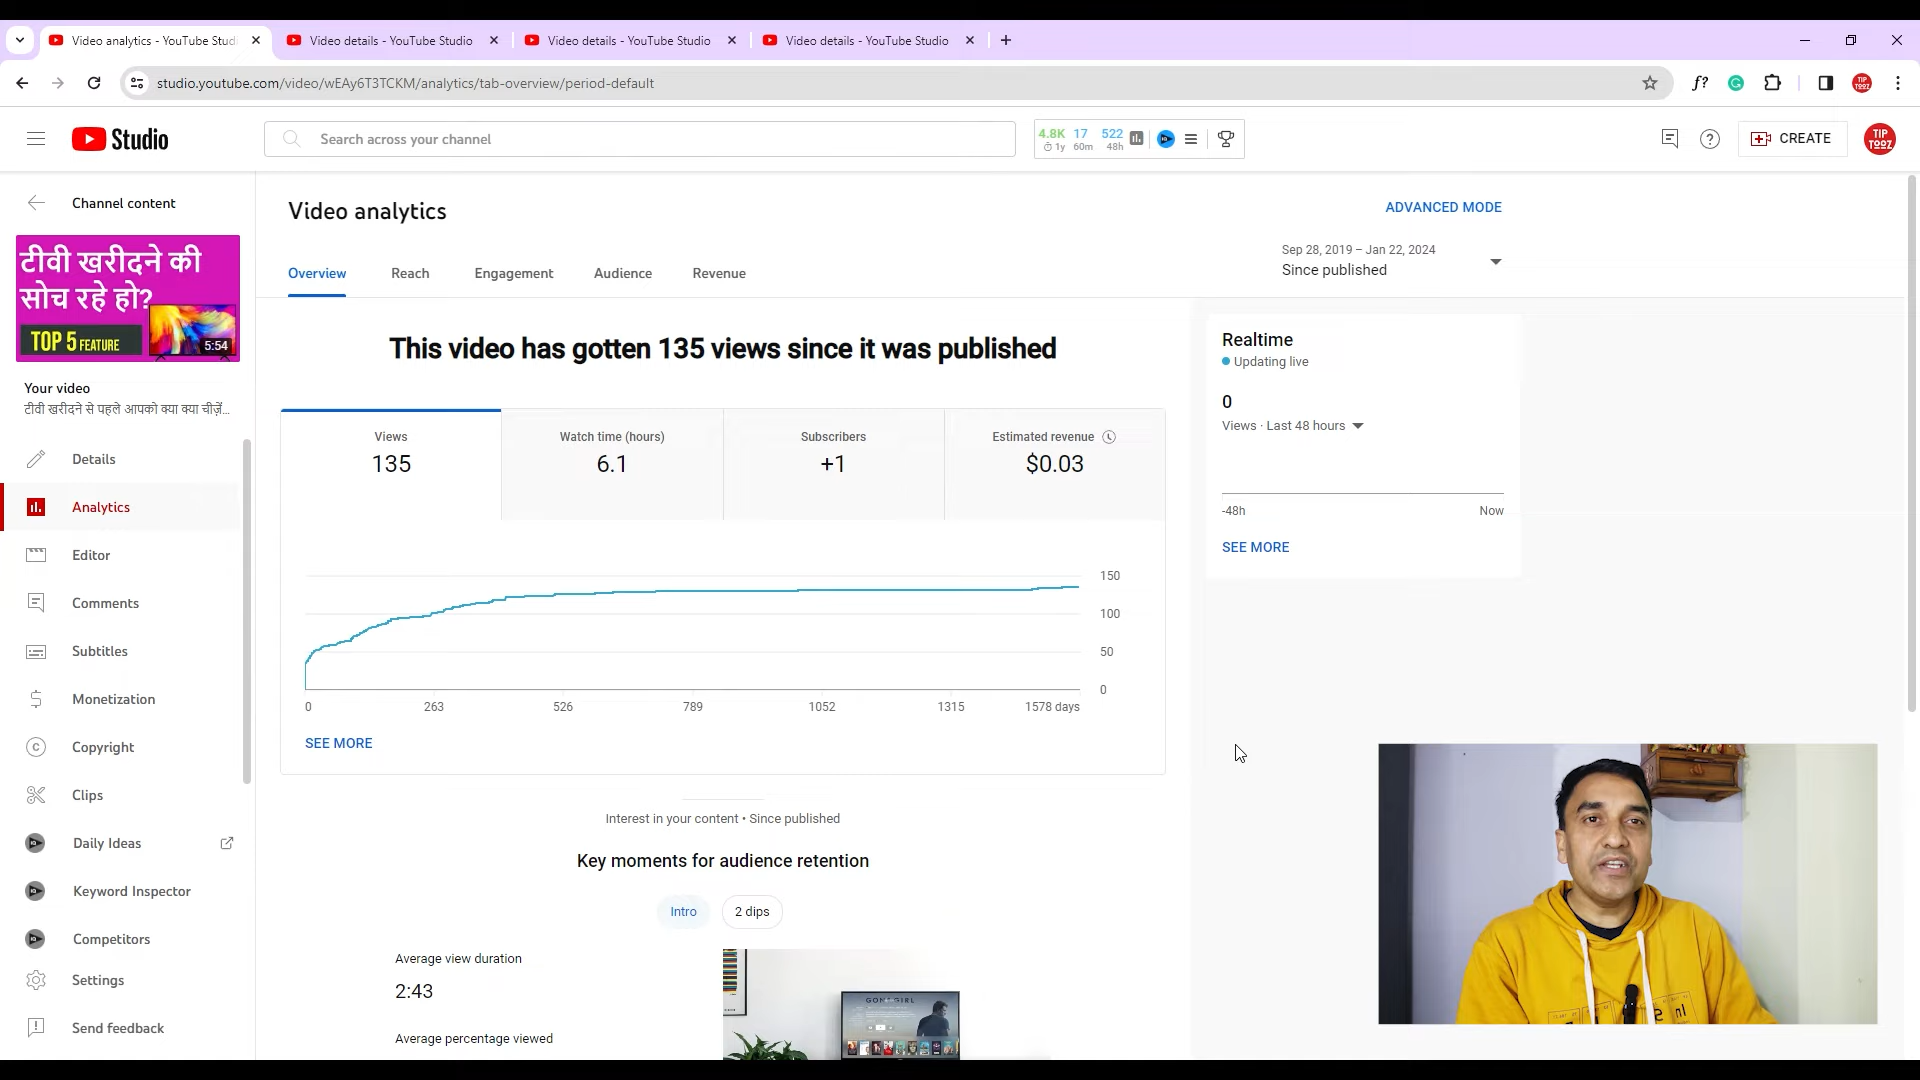 Video analytics - YouTube Stud
Video details - YouTube Studio
Video details - YouTube Studio
Video details - YouTube Studio
studio.youtube.com/video/wEAy6T3TCKM/analytics/tab-overview/period-default
f?
TIP TOOZ
Studio
Search across your channel
4.8K 17 522
1y 60m 48h
CREATE
TIP
TOOZ
Channel content
टीवी खरीदने की
सोच रहे हो?
TOP 5 FEATURE
5:54
Your video
टीवी खरीदने से पहले आपको क्या क्या चीज़ें...
Details
Analytics
Editor
Comments
Subtitles
Monetization
Copyright
Clips
Daily Ideas
Keyword Inspector
Competitors
Settings
Send feedback
Video analytics
ADVANCED MODE
Overview
Reach
Engagement
Audience
Revenue
Sep 28, 2019 – Jan 22, 2024
Since published
This video has gotten 135 views since it was published
Views
135
Watch time (hours)
6.1
Subscribers
+1
Estimated revenue
$0.03
150
100
50
0
0 263 526 789 1052 1315 1578 days
SEE MORE
Realtime
Updating live
0
Views · Last 48 hours
-48h Now
SEE MORE
Interest in your content • Since published
Key moments for audience retention
Intro
2 dips
Average view duration
2:43
Average percentage viewed
GONE GIRL